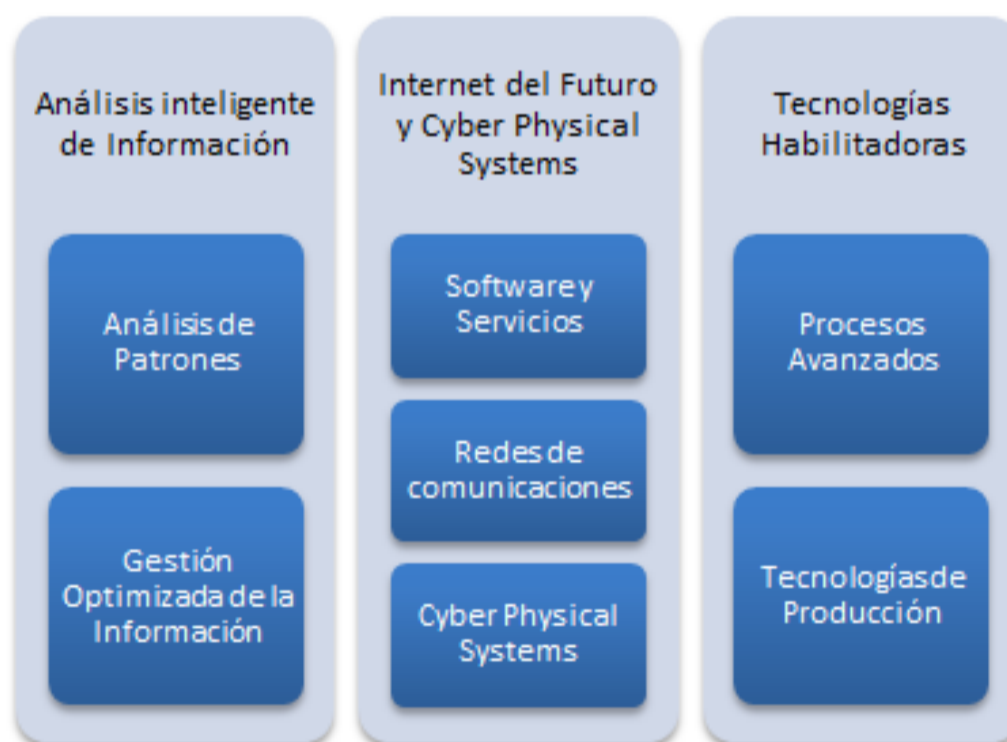 Análisis inteligente
de Información
Análisis de
Patrones
Gestión
Optimizada de la
Información
Internet del Futuro
y Cyber Physical
Systems
Software y
Servicios
Redes de
comunicaciones
Cyber Physical
Systems
Tecnologías
Habilitadoras
Procesos
Avanzados
Tecnologías de
Producción